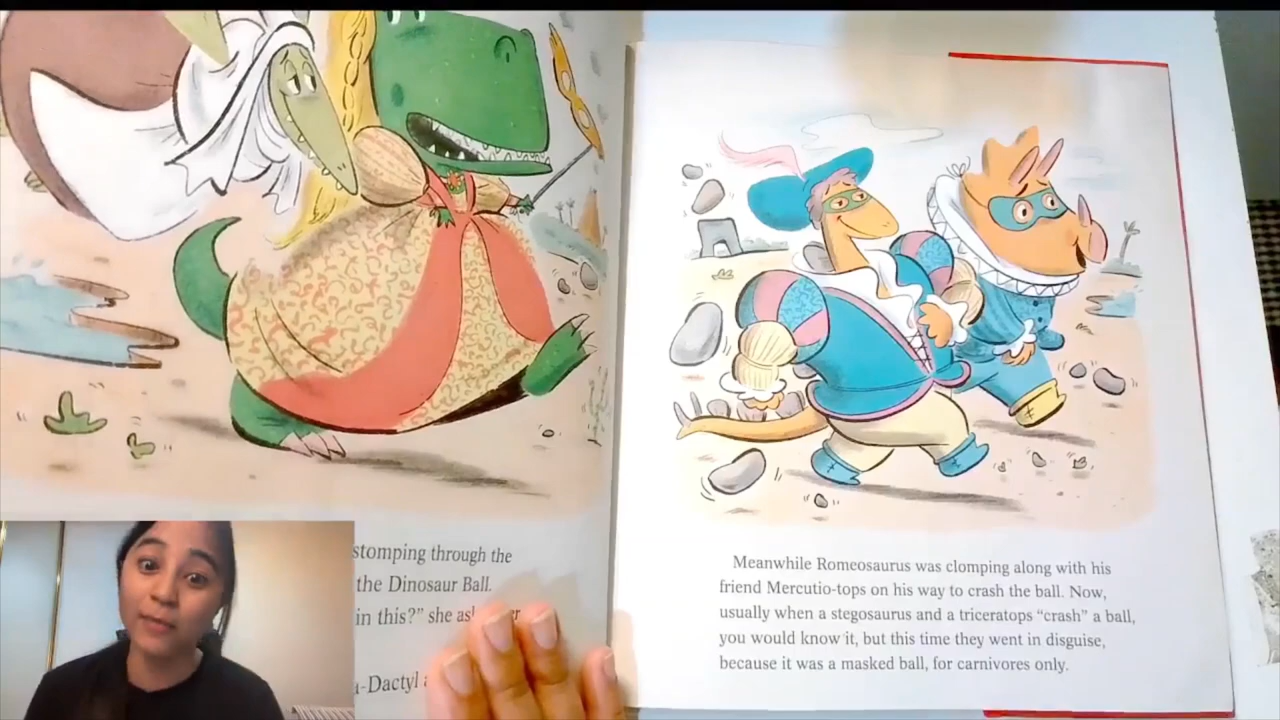 stomping through the
the Dinosaur Ball.
in this?" she
Meanwhile Romeosaurus was clomping along with his
friend Mercutio-tops on his way to crash the ball. Now,
usually when a stegosaurus and a triceratops “crash” a ball,
you would know it, but this time they went in disguise,
because it was a masked ball, for carnivores only.